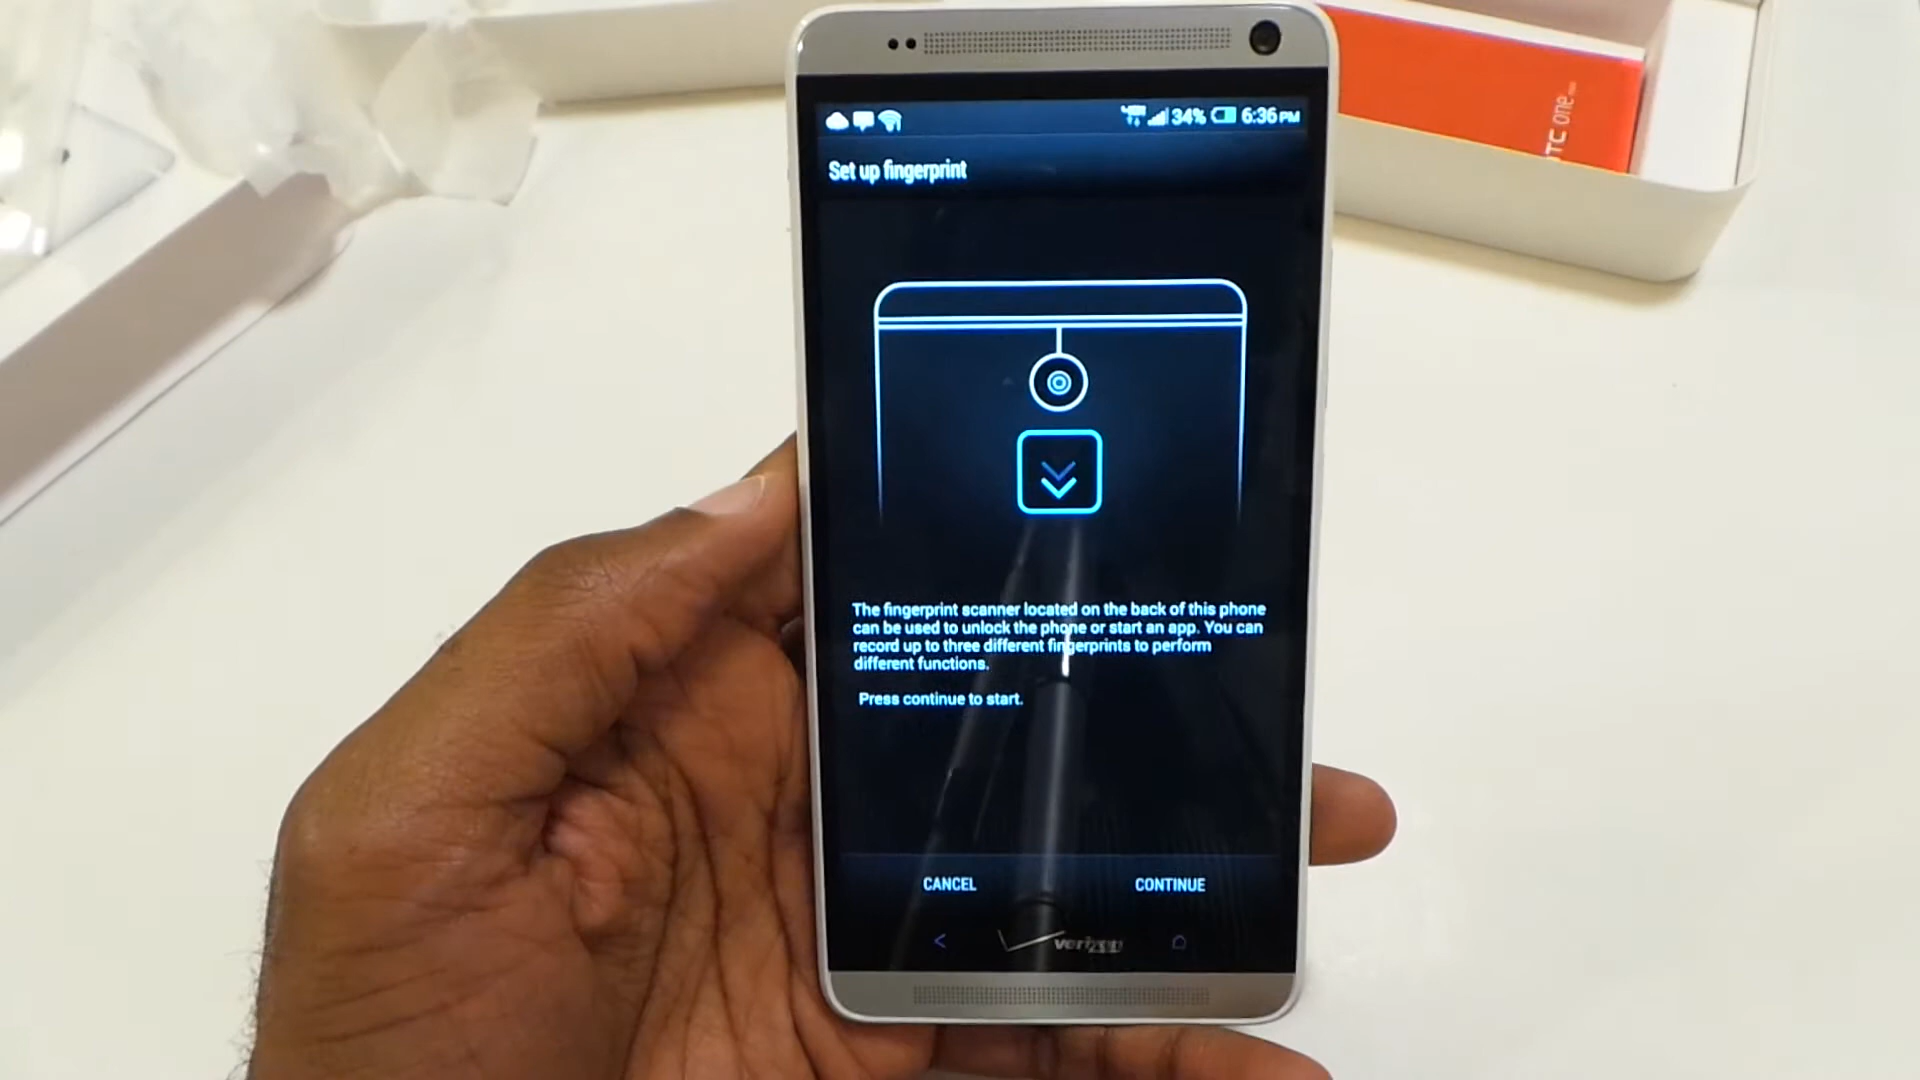 34% 6:36 PM
Set up fingerprint
The fingerprint scanner located on the back of this phone
can be used to unlock the phone or start an app. You can
record up to three different fingerprints to perform
different functions.
Press continue to start.
CANCEL CONTINUE
verizon
HTC one